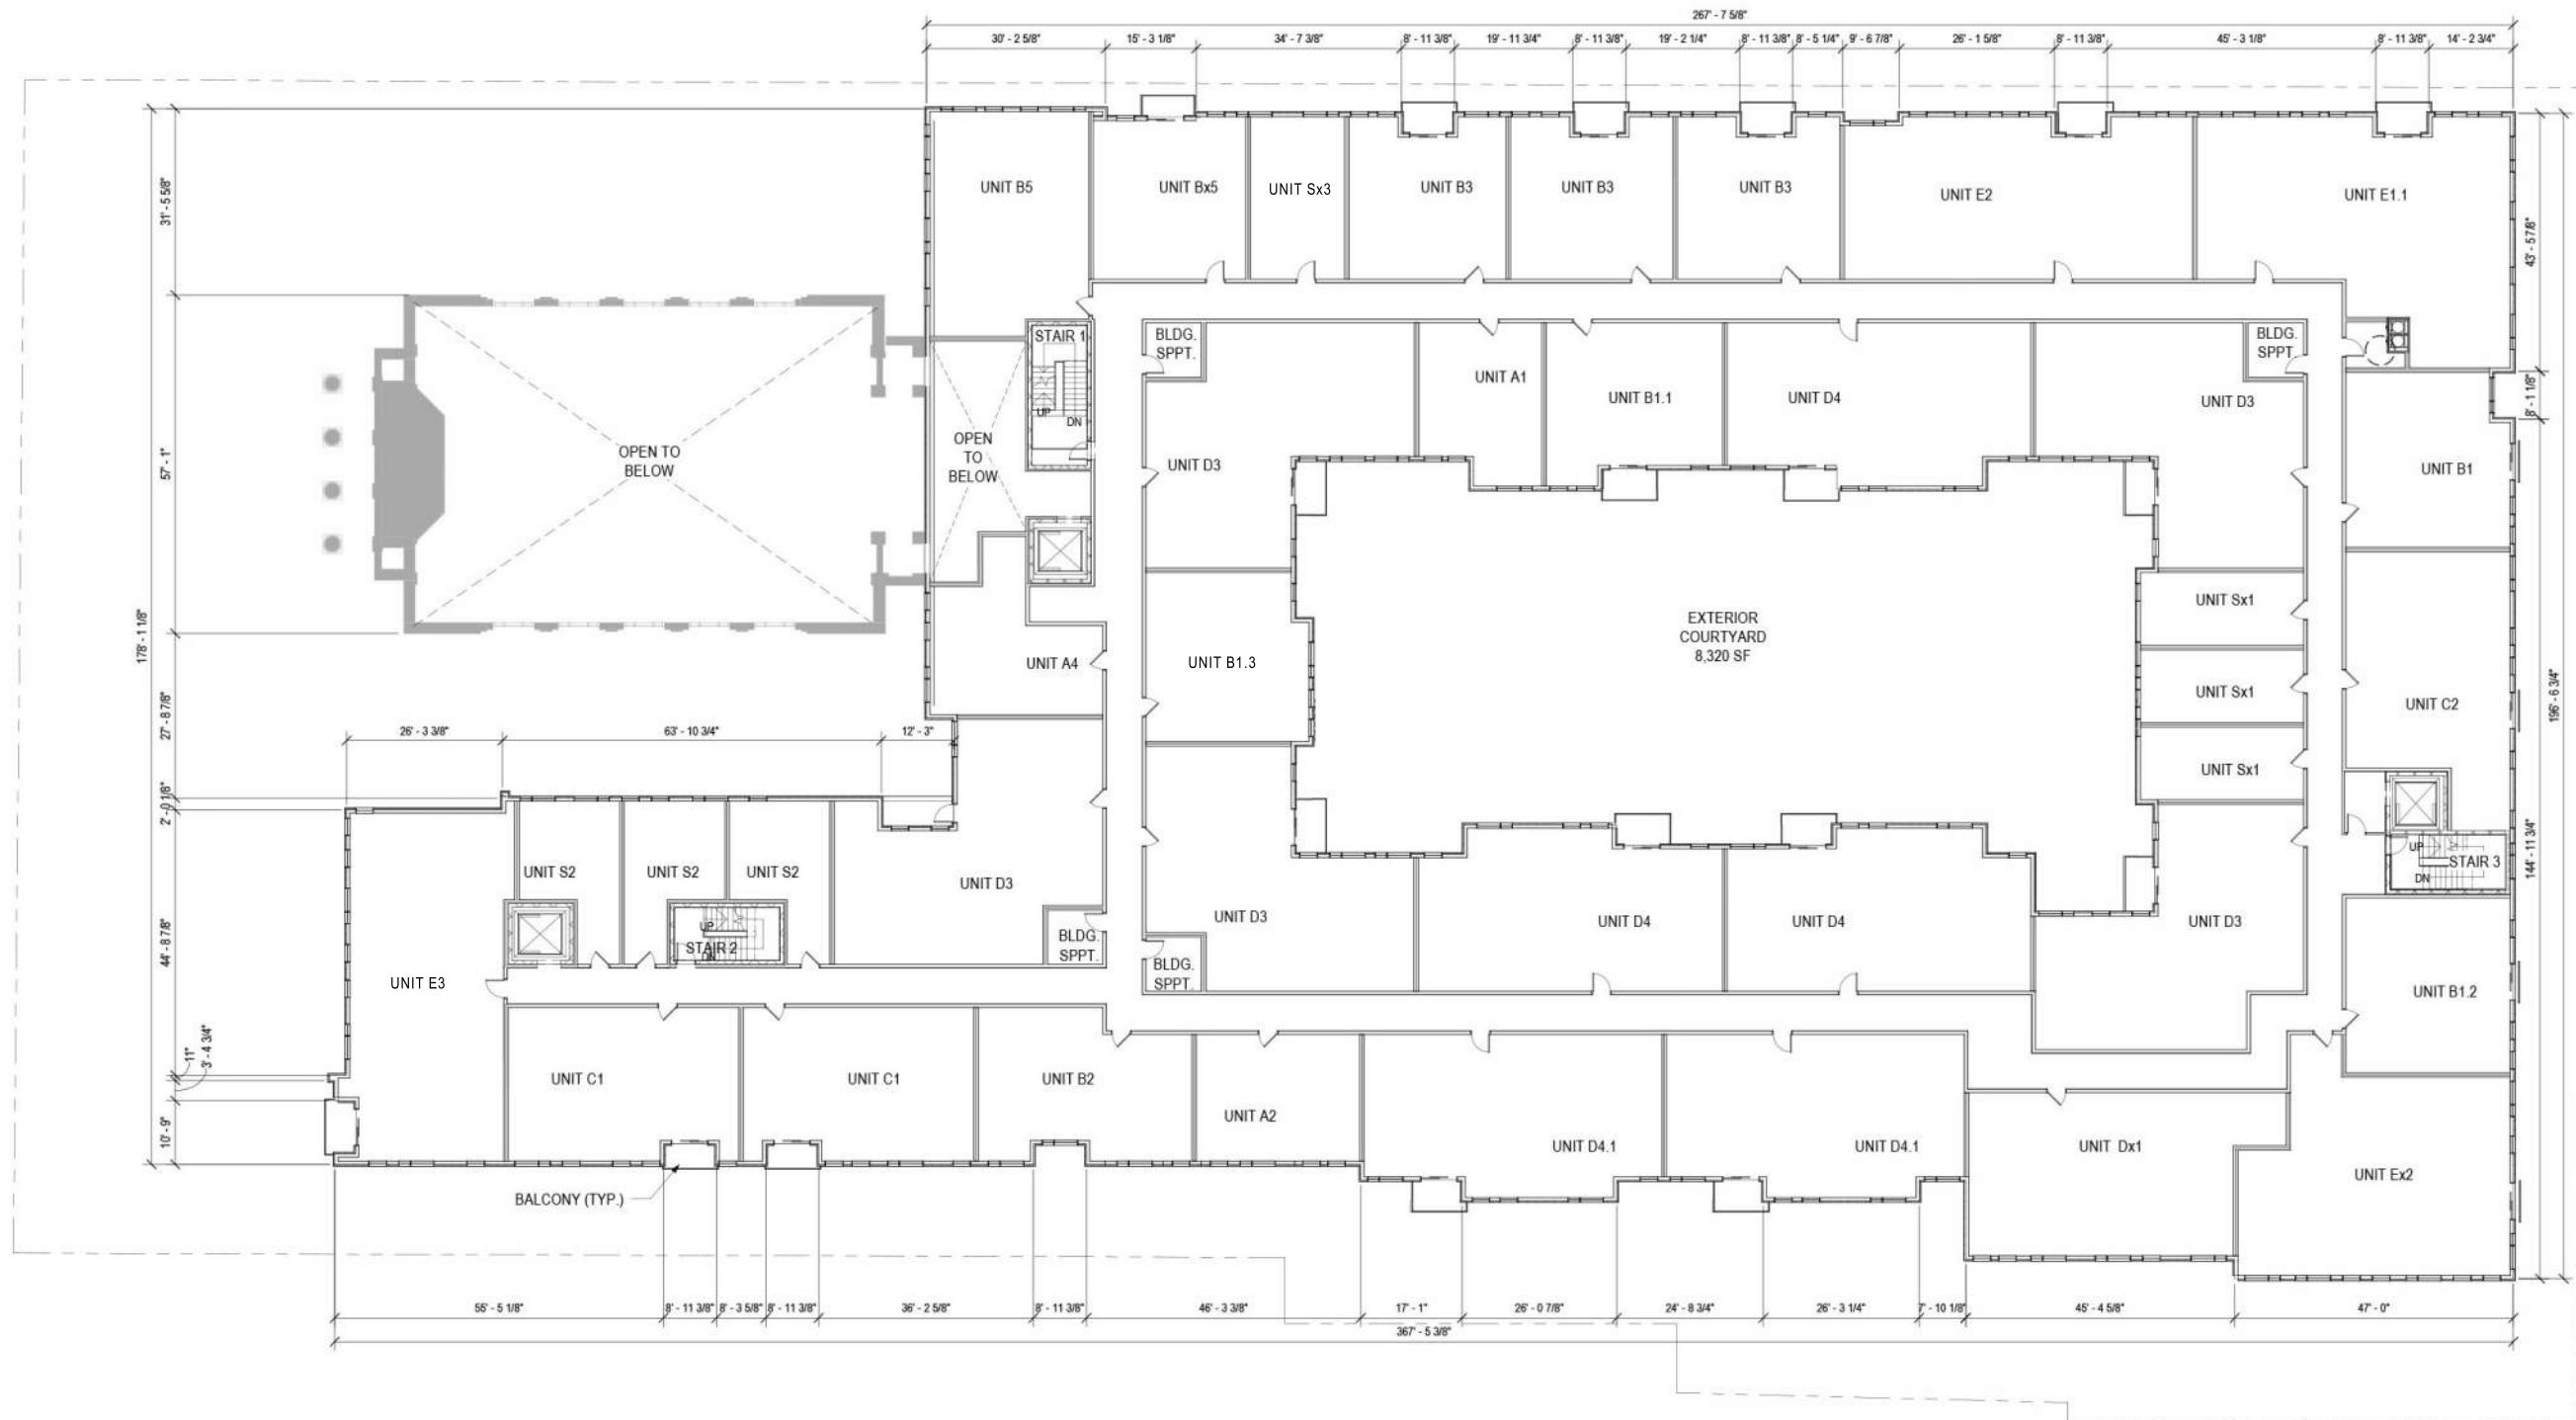 267' - 7 5/8"
30' - 2 5/8"
15' - 3 1/8"
34' - 7 3/8"
8' - 11 3/8"
19' - 11 3/4"
8' - 11 3/8"
19' - 2 1/4"
8' - 11 3/8"
8' - 5 1/4"
9' - 6 7/8"
26' - 1 5/8"
8' - 11 3/8"
45' - 3 1/8"
8' - 11 3/8"
14' - 2 3/4"
31' - 5 5/8"
57' - 1"
178' - 1 1/8"
27' - 8 7/8"
2' - 0 1/8"
44' - 8 7/8"
11"
3' - 4 3/4"
10' - 9"
26' - 3 3/8"
63' - 10 3/4"
12' - 3"
43' - 5 7/8"
8' - 1 1/8"
196' - 6 3/4"
144' - 11 3/4"
UNIT B5
UNIT Bx5
UNIT Sx3
UNIT B3
UNIT B3
UNIT B3
UNIT E2
UNIT E1.1
STAIR 1
UP
DN
BLDG.
SPPT.
UNIT A1
UNIT B1.1
UNIT D4
UNIT D3
BLDG.
SPPT.
OPEN TO
BELOW
OPEN
TO
BELOW
UNIT D3
UNIT B1
UNIT A4
UNIT B1.3
EXTERIOR
COURTYARD
8,320 SF
UNIT Sx1
UNIT Sx1
UNIT Sx1
UNIT C2
UNIT S2
UNIT S2
UNIT S2
UNIT D3
UP
STAIR 2
DN
BLDG.
SPPT.
UNIT D3
BLDG.
SPPT.
UNIT D4
UNIT D4
UNIT D3
UP
STAIR 3
DN
UNIT B1.2
UNIT E3
UNIT C1
UNIT C1
UNIT B2
UNIT A2
UNIT D4.1
UNIT D4.1
UNIT Dx1
UNIT Ex2
BALCONY (TYP.)
55' - 5 1/8"
8' - 11 3/8"
8' - 3 5/8"
8' - 11 3/8"
36' - 2 5/8"
8' - 11 3/8"
46' - 3 3/8"
17' - 1"
26' - 0 7/8"
24' - 8 3/4"
26' - 3 1/4"
7' - 10 1/8"
45' - 4 5/8"
47' - 0"
367' - 5 3/8"